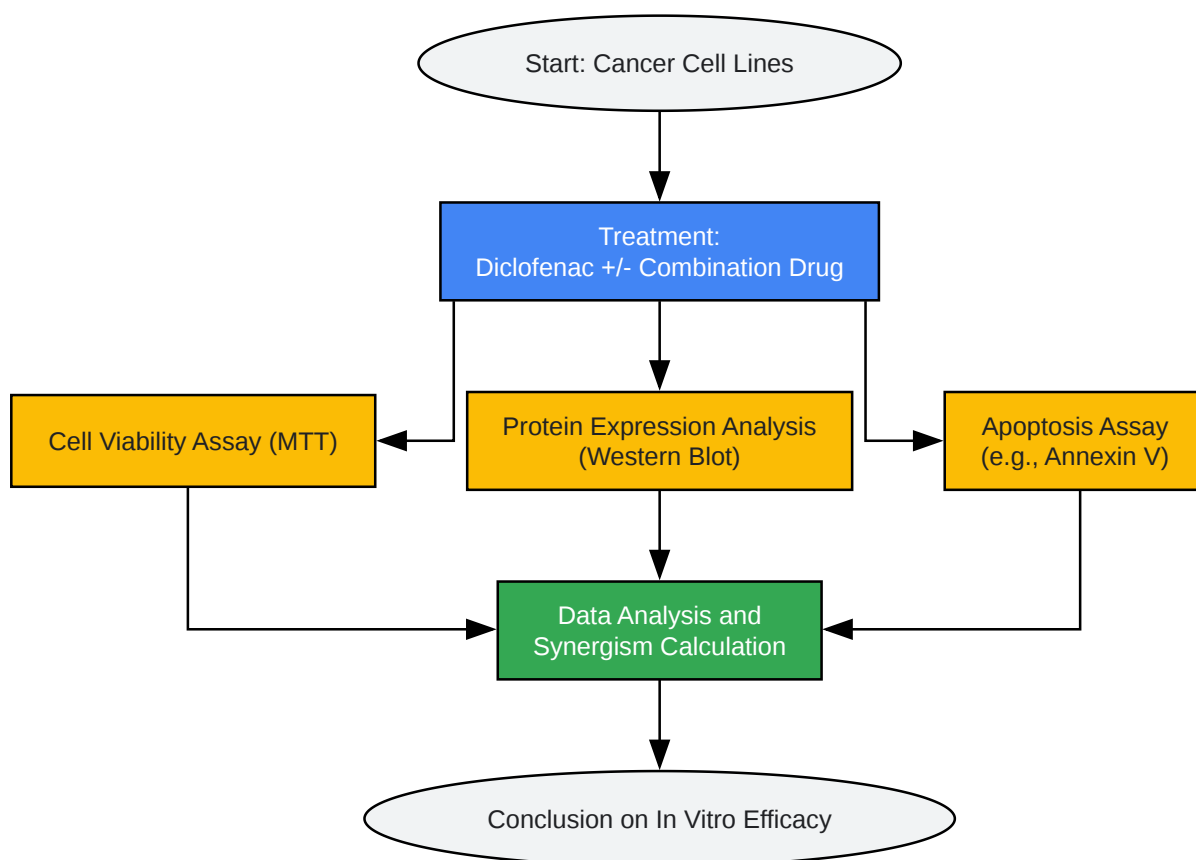 Start: Cancer Cell Lines
Treatment:
Diclofenac +/- Combination Drug
Cell Viability Assay (MTT)
Protein Expression Analysis
(Western Blot)
Apoptosis Assay
(e.g., Annexin V)
Data Analysis and
Synergism Calculation
Conclusion on In Vitro Efficacy